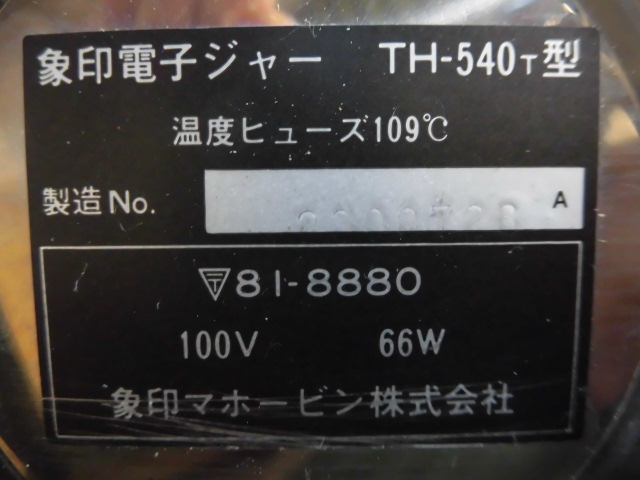 象印電子ジャー TH-540T型
温度ヒューズ109℃
製造No. A
〒81-8880
100V 66W
象印マホービン株式会社